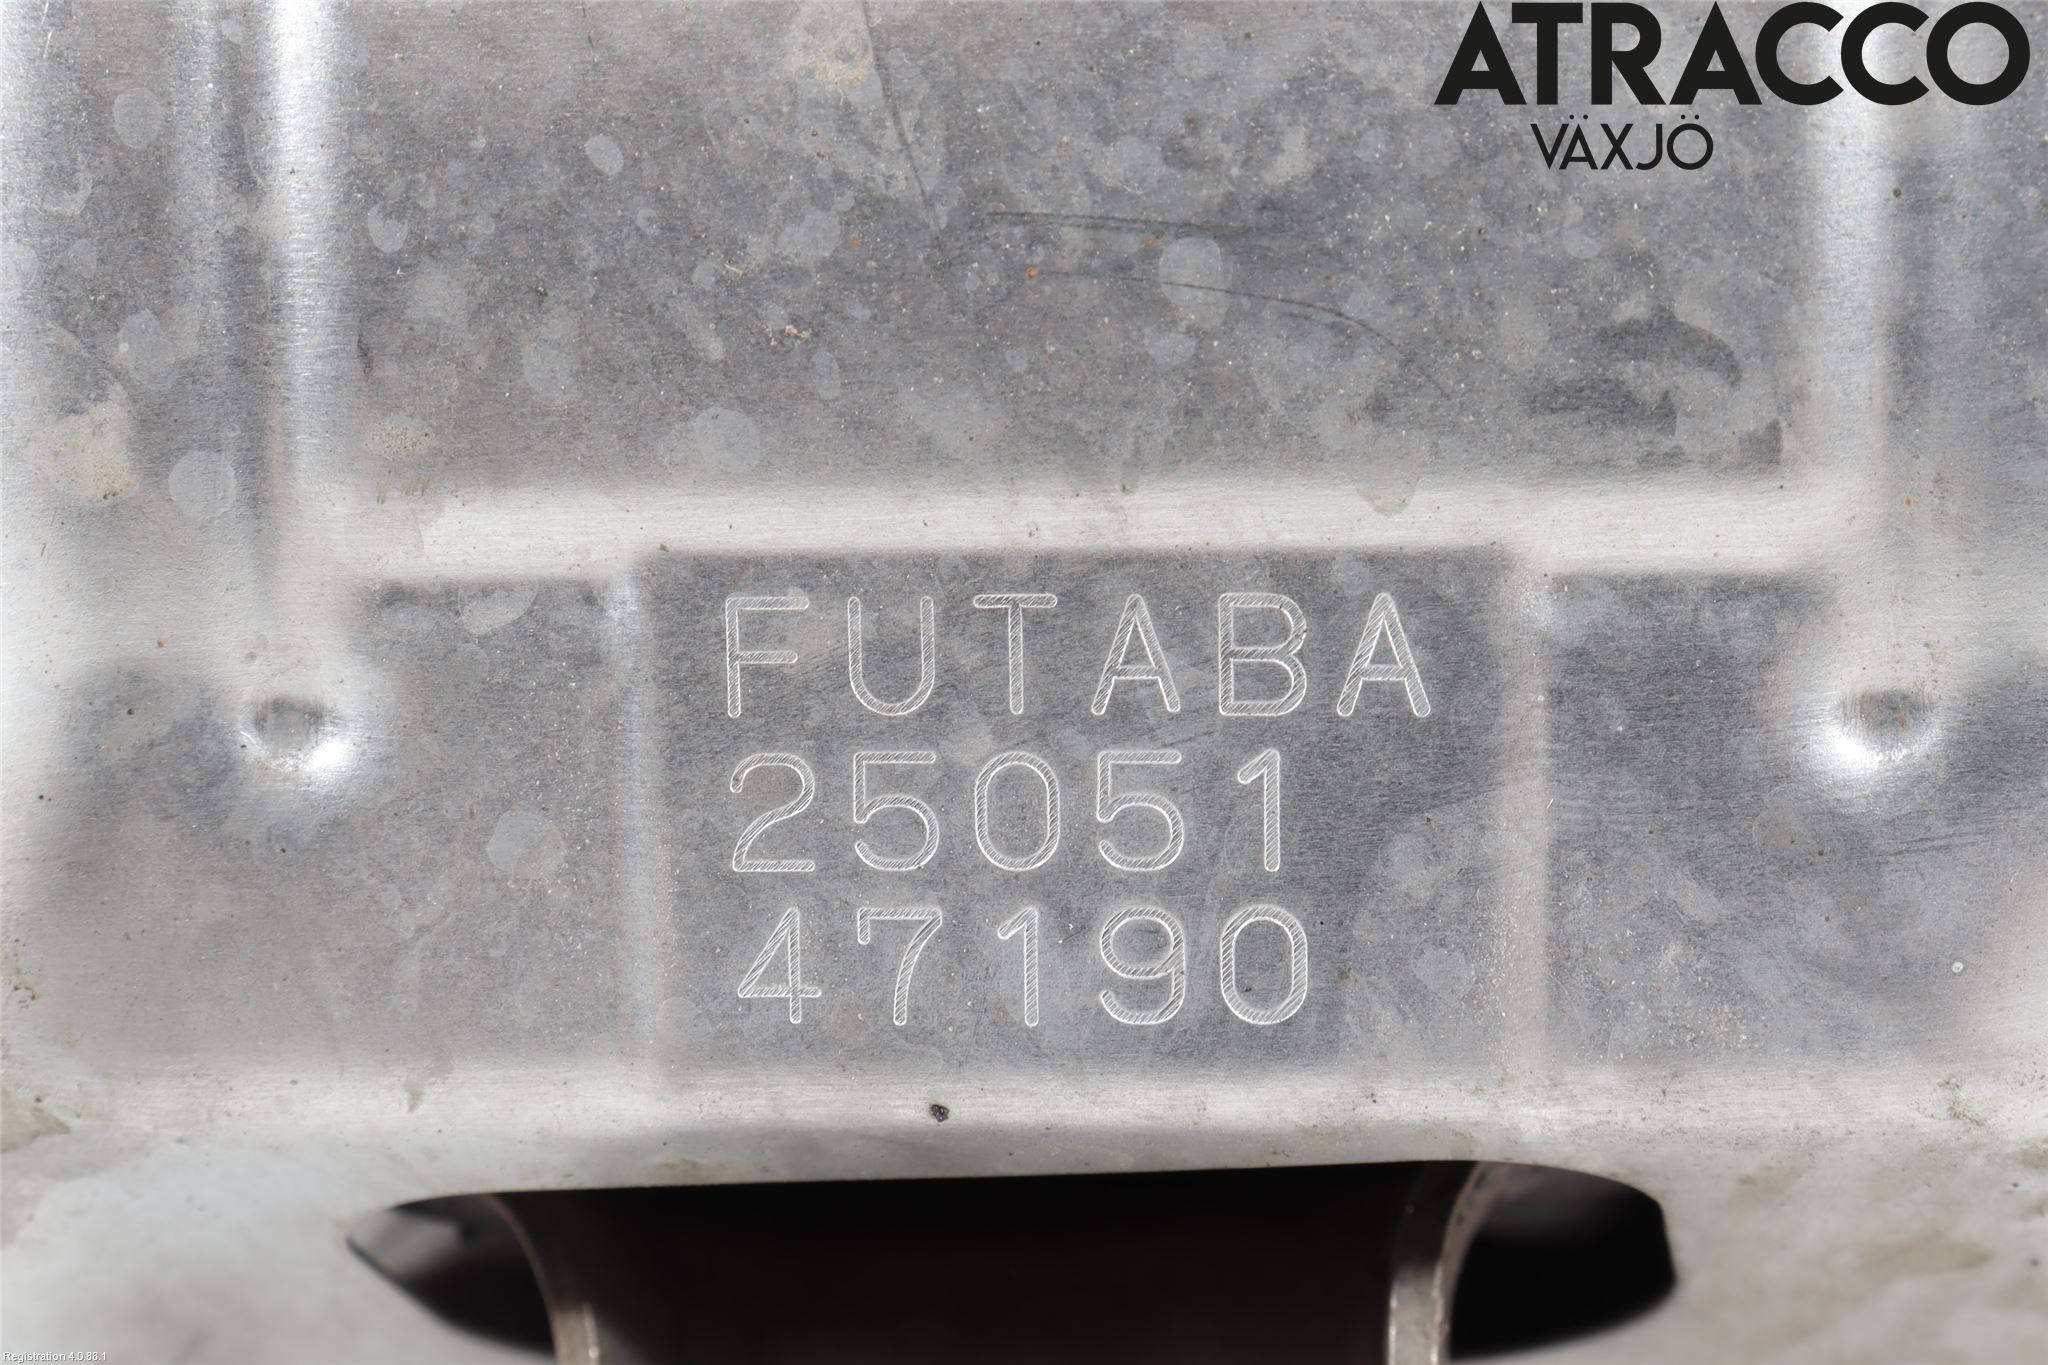 ATRACCO
VÄXJÖ
FUTABA
25051
47190
Registration 4.0.88.1